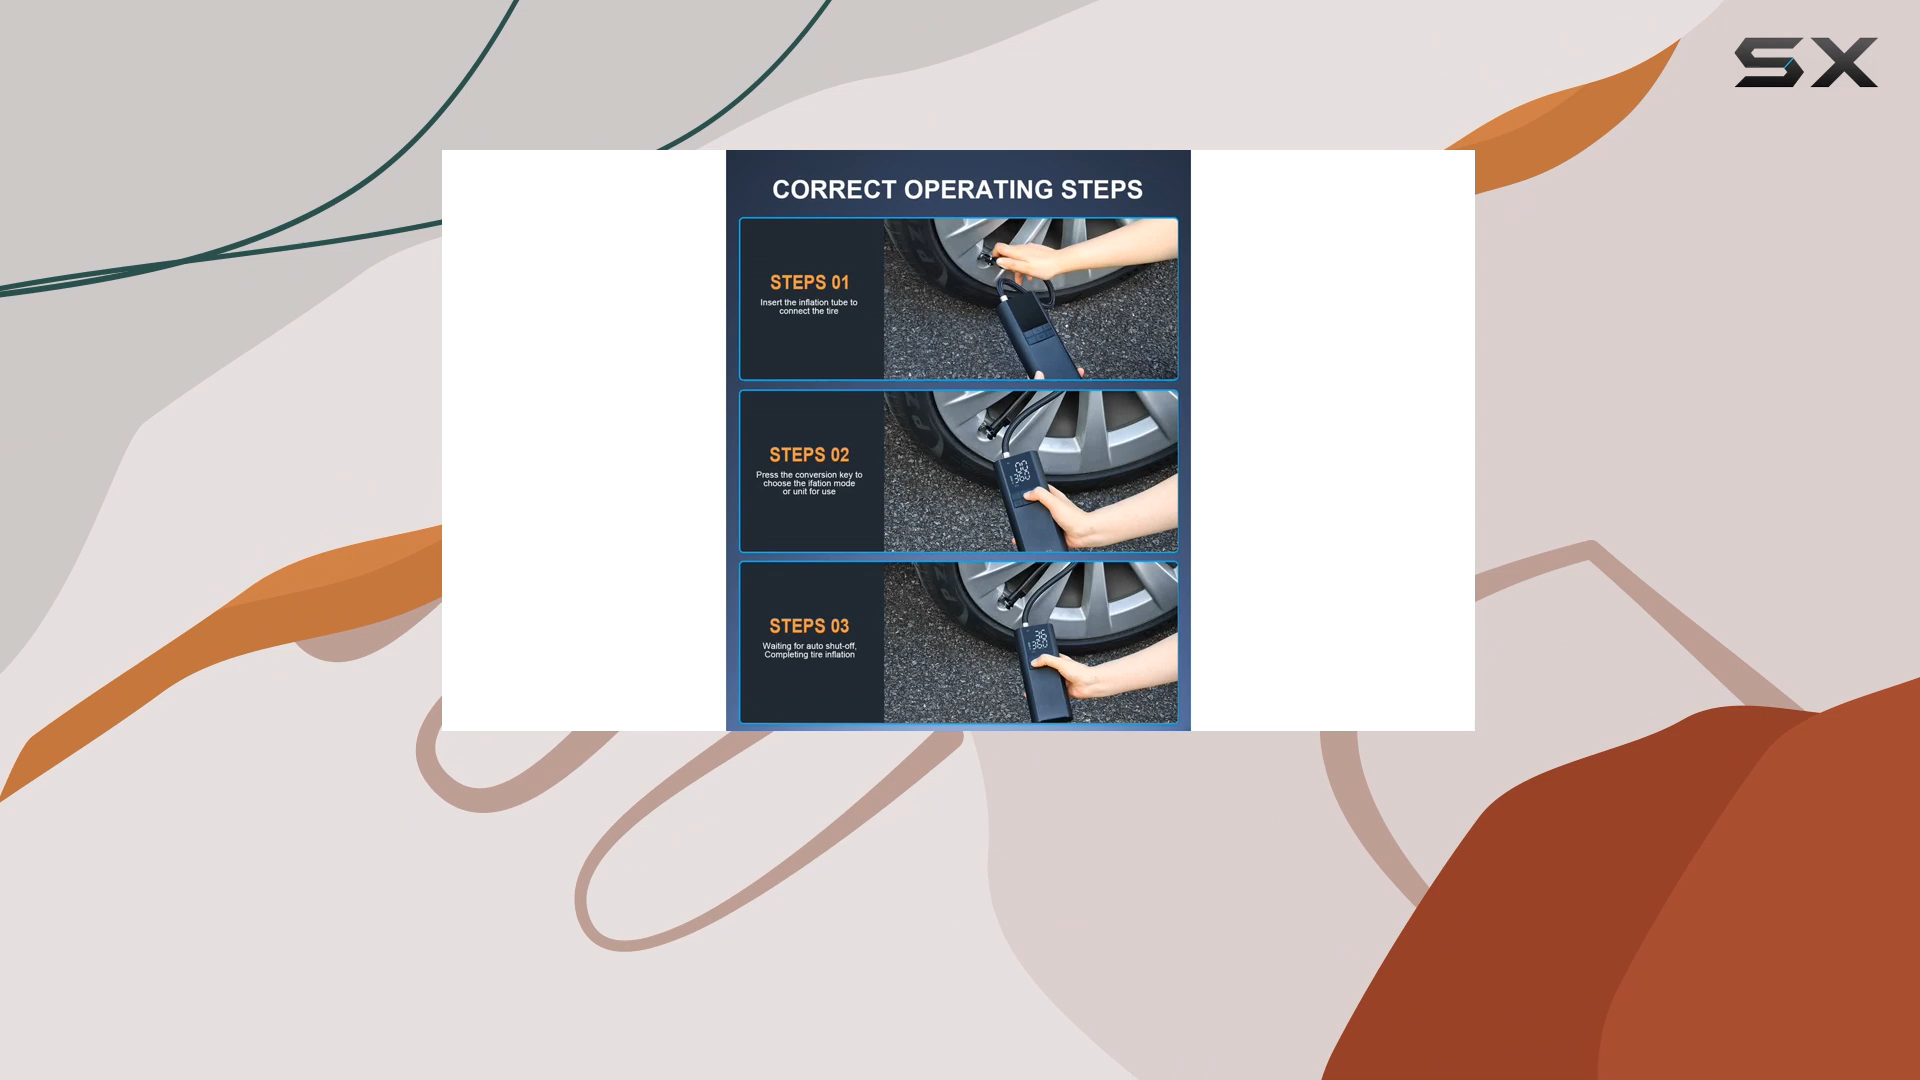 SX
CORRECT OPERATING STEPS
STEPS 01
Insert the inflation tube to
connect the tire
STEPS 02
Press the conversion key to
choose the ifation mode
or unit for use
STEPS 03
Waiting for auto shut-off,
Completing tire inflation